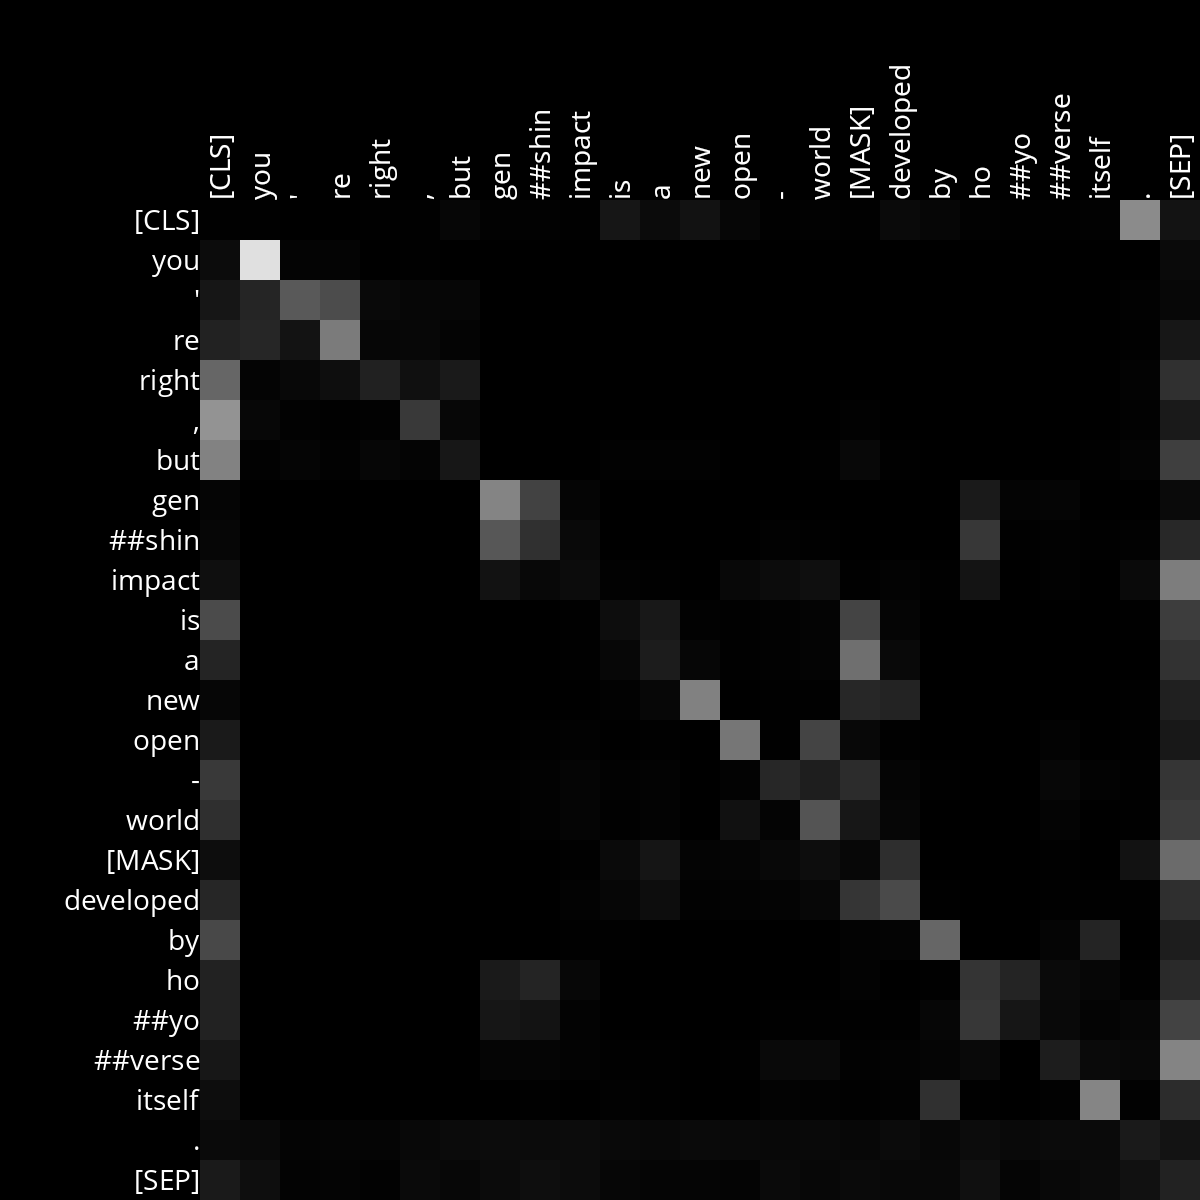 [CLS] you ' re right , but gen ##shin impact is a new open - world [MASK] developed by ho ##yo ##verse itself . [SEP]
[CLS]
you
'
re
right
,
but
gen
##shin
impact
is
a
new
open
-
world
[MASK]
developed
by
ho
##yo
##verse
itself
.
[SEP]